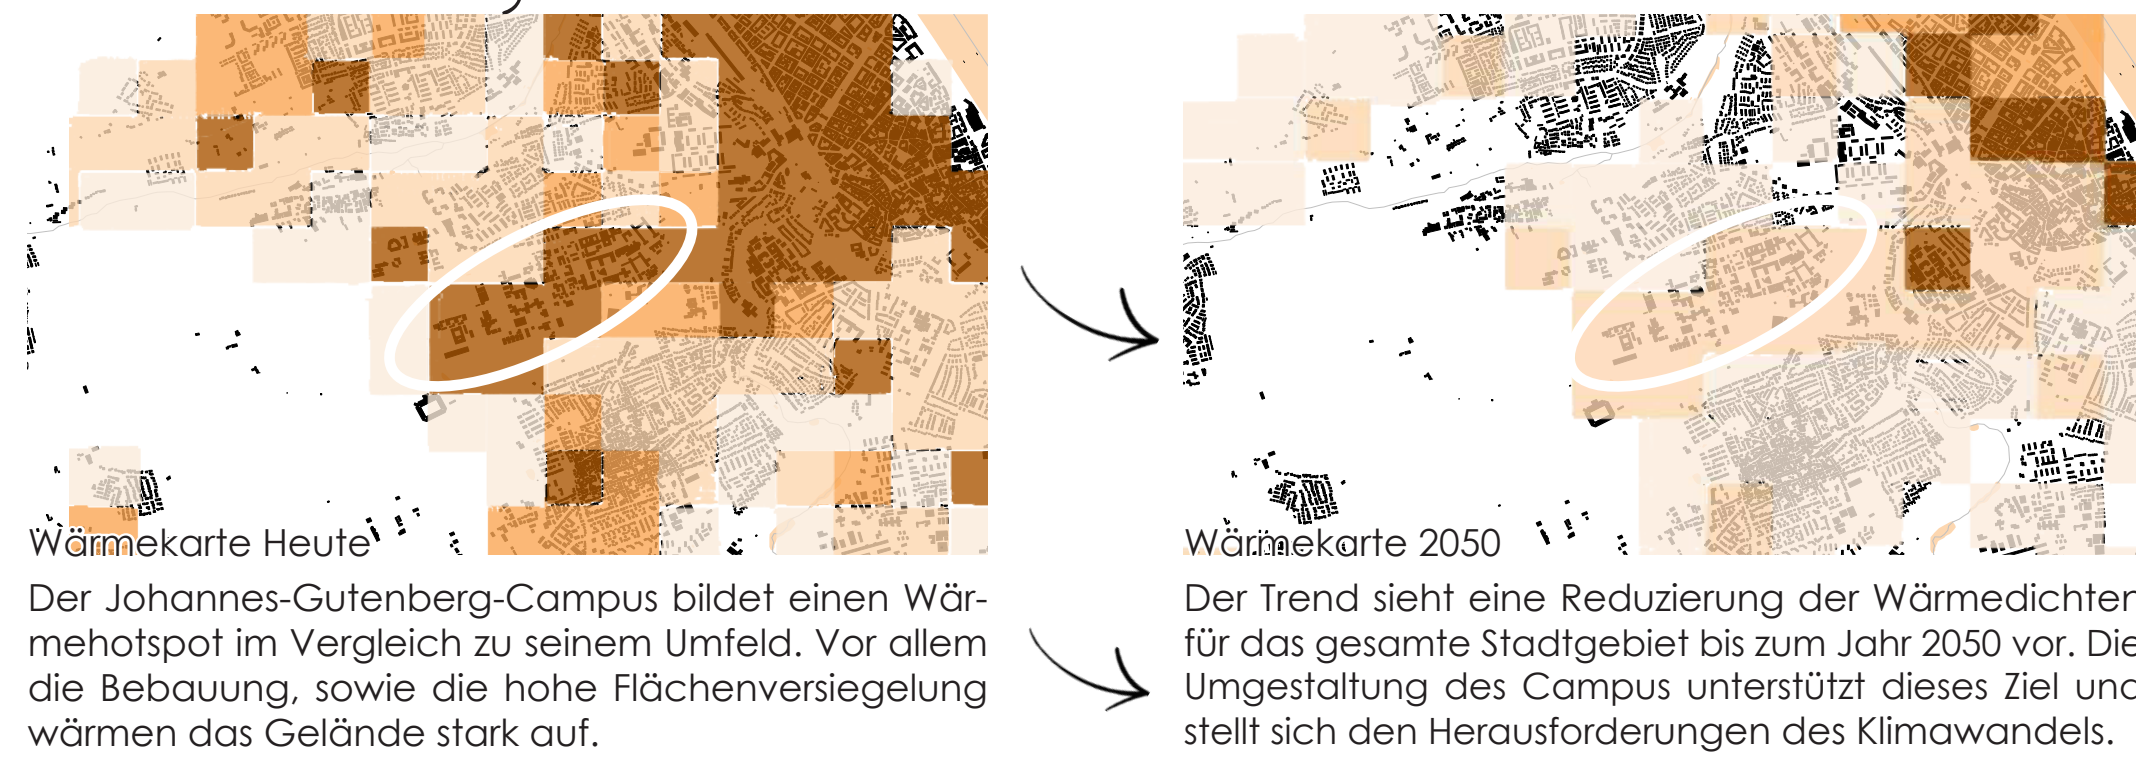 Wärmekarte Heute
Der Johannes-Gutenberg-Campus bildet einen Wär-
mehotspot im Vergleich zu seinem Umfeld. Vor allem
die Bebauung, sowie die hohe Flächenversiegelung
wärmen das Gelände stark auf.
Wärmekarte 2050
Der Trend sieht eine Reduzierung der Wärmedichten
für das gesamte Stadtgebiet bis zum Jahr 2050 vor. Die
Umgestaltung des Campus unterstützt dieses Ziel und
stellt sich den Herausforderungen des Klimawandels.